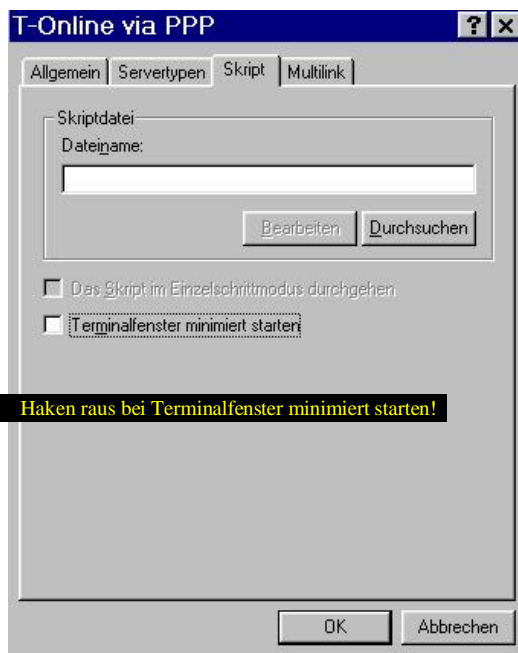 T-Online via PPP
Allgemein Servertypen Skript Multilink
Skriptdatei
Dateiname:
Bearbeiten Durchsuchen
Das Skript im Einzelschrittmodus durchgehen
Terminalfenster minimiert starten
Haken raus bei Terminalfenster minimiert starten!
OK Abbrechen